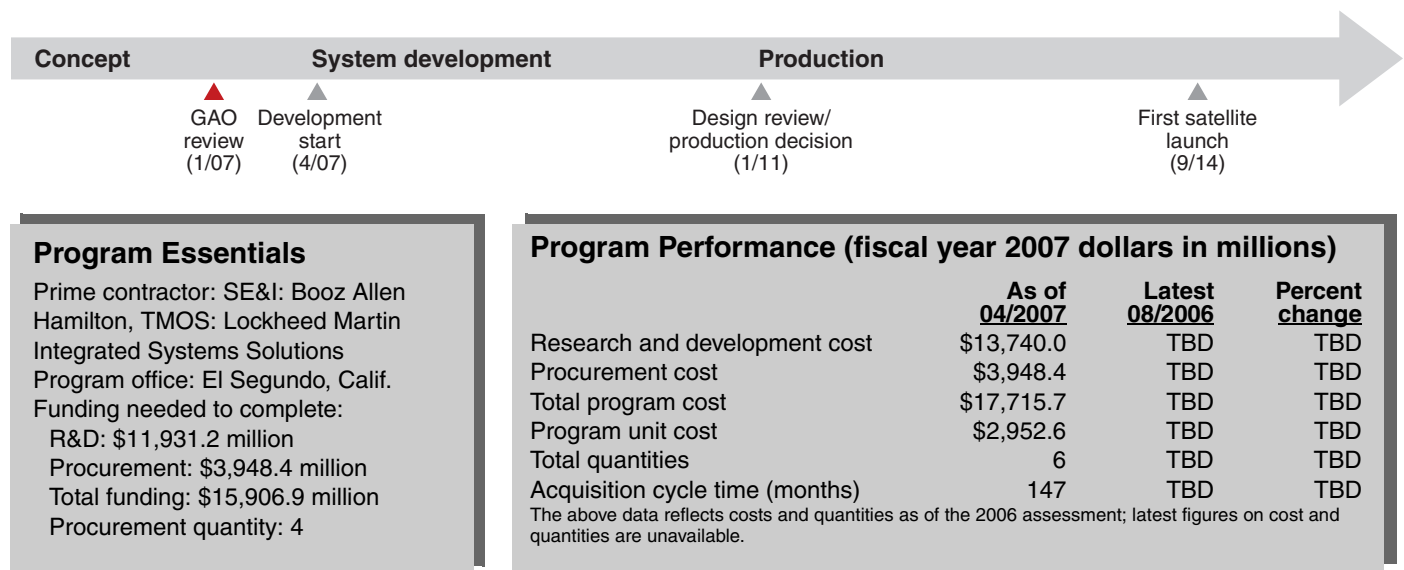 Concept System development Production
GAO review (1/07)
Development start (4/07)
Design review/ production decision (1/11)
First satellite launch (9/14)
Program Essentials
Prime contractor: SE&I: Booz Allen
Hamilton, TMOS: Lockheed Martin
Integrated Systems Solutions
Program office: El Segundo, Calif.
Funding needed to complete:
R&D: $11,931.2 million
Procurement: $3,948.4 million
Total funding: $15,906.9 million
Procurement quantity: 4
Program Performance (fiscal year 2007 dollars in millions)
As of Latest Percent
04/2007 08/2006 change
Research and development cost $13,740.0 TBD TBD
Procurement cost $3,948.4 TBD TBD
Total program cost $17,715.7 TBD TBD
Program unit cost $2,952.6 TBD TBD
Total quantities 6 TBD TBD
Acquisition cycle time (months) 147 TBD TBD
The above data reflects costs and quantities as of the 2006 assessment; latest figures on cost and
quantities are unavailable.